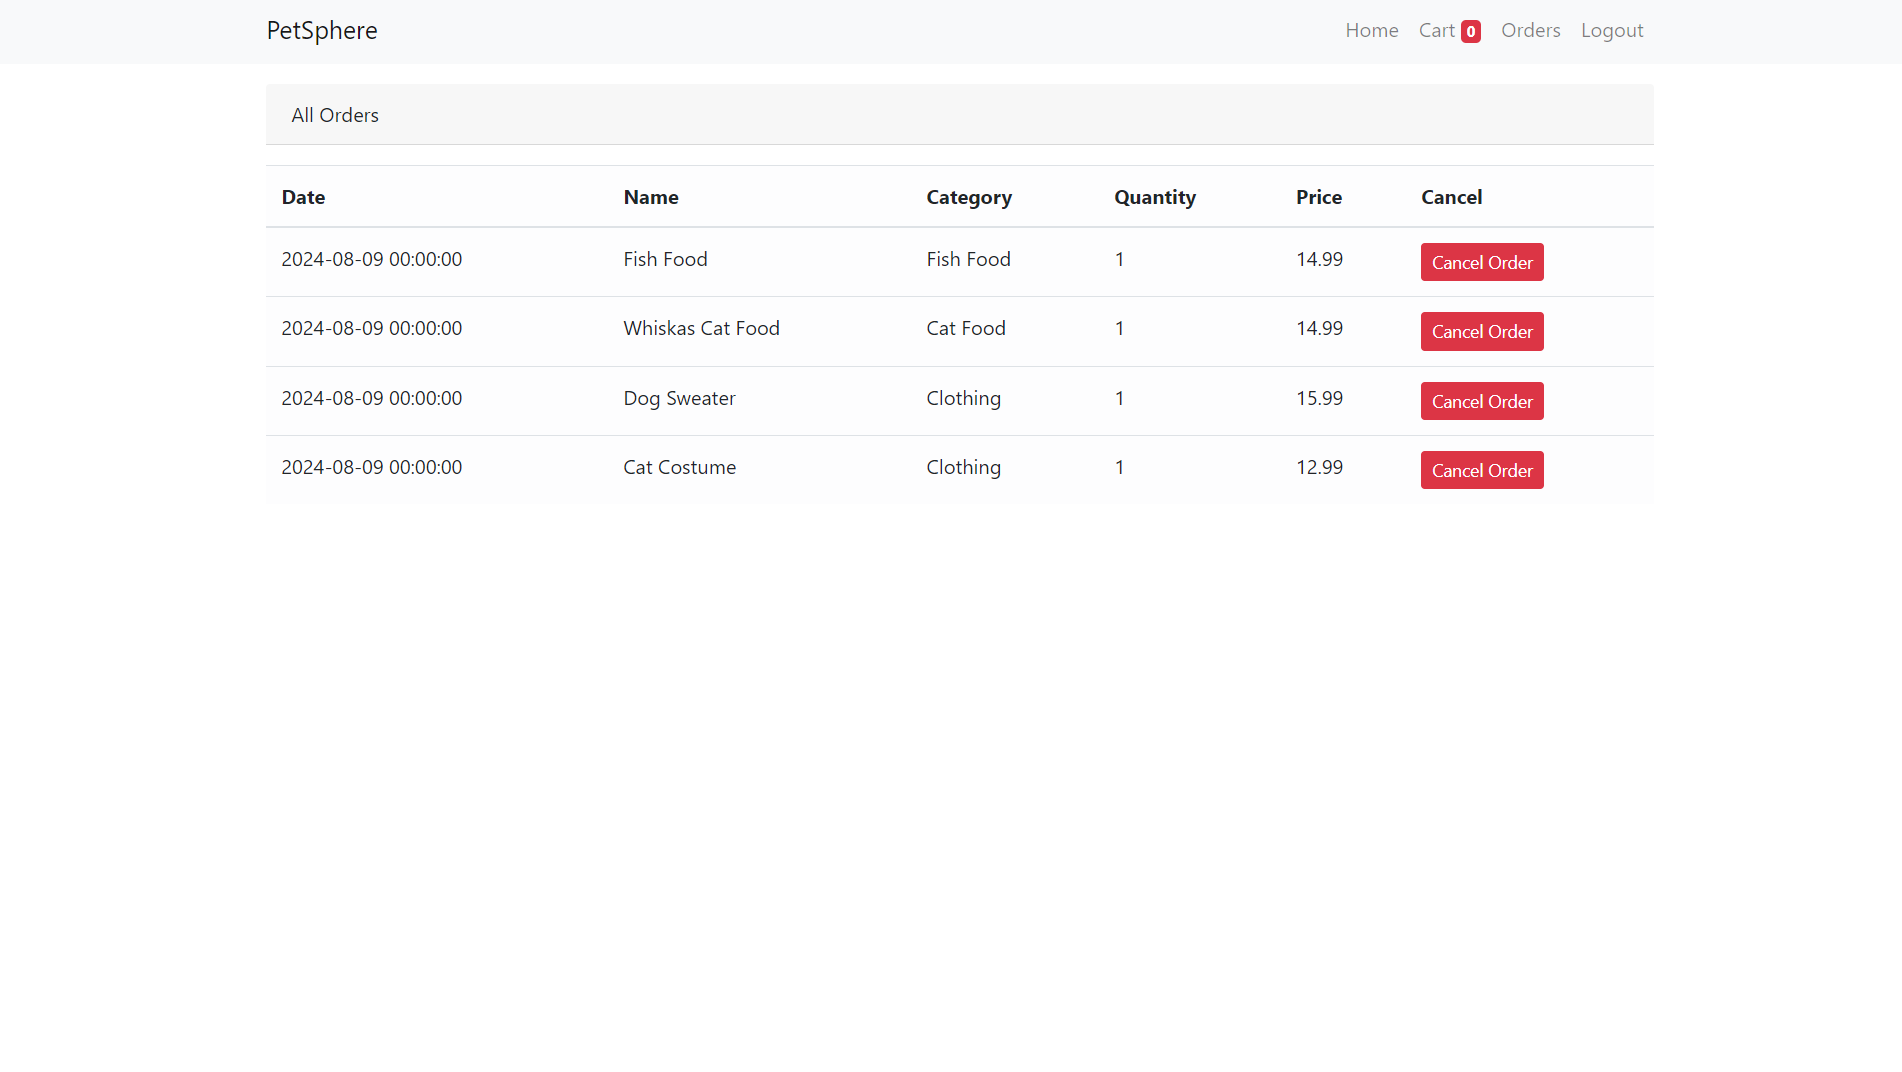 PetSphere Home Cart 0 Orders Logout
All Orders
Date Name Category Quantity Price Cancel
2024-08-09 00:00:00 Fish Food Fish Food 1 14.99 Cancel Order
2024-08-09 00:00:00 Whiskas Cat Food Cat Food 1 14.99 Cancel Order
2024-08-09 00:00:00 Dog Sweater Clothing 1 15.99 Cancel Order
2024-08-09 00:00:00 Cat Costume Clothing 1 12.99 Cancel Order